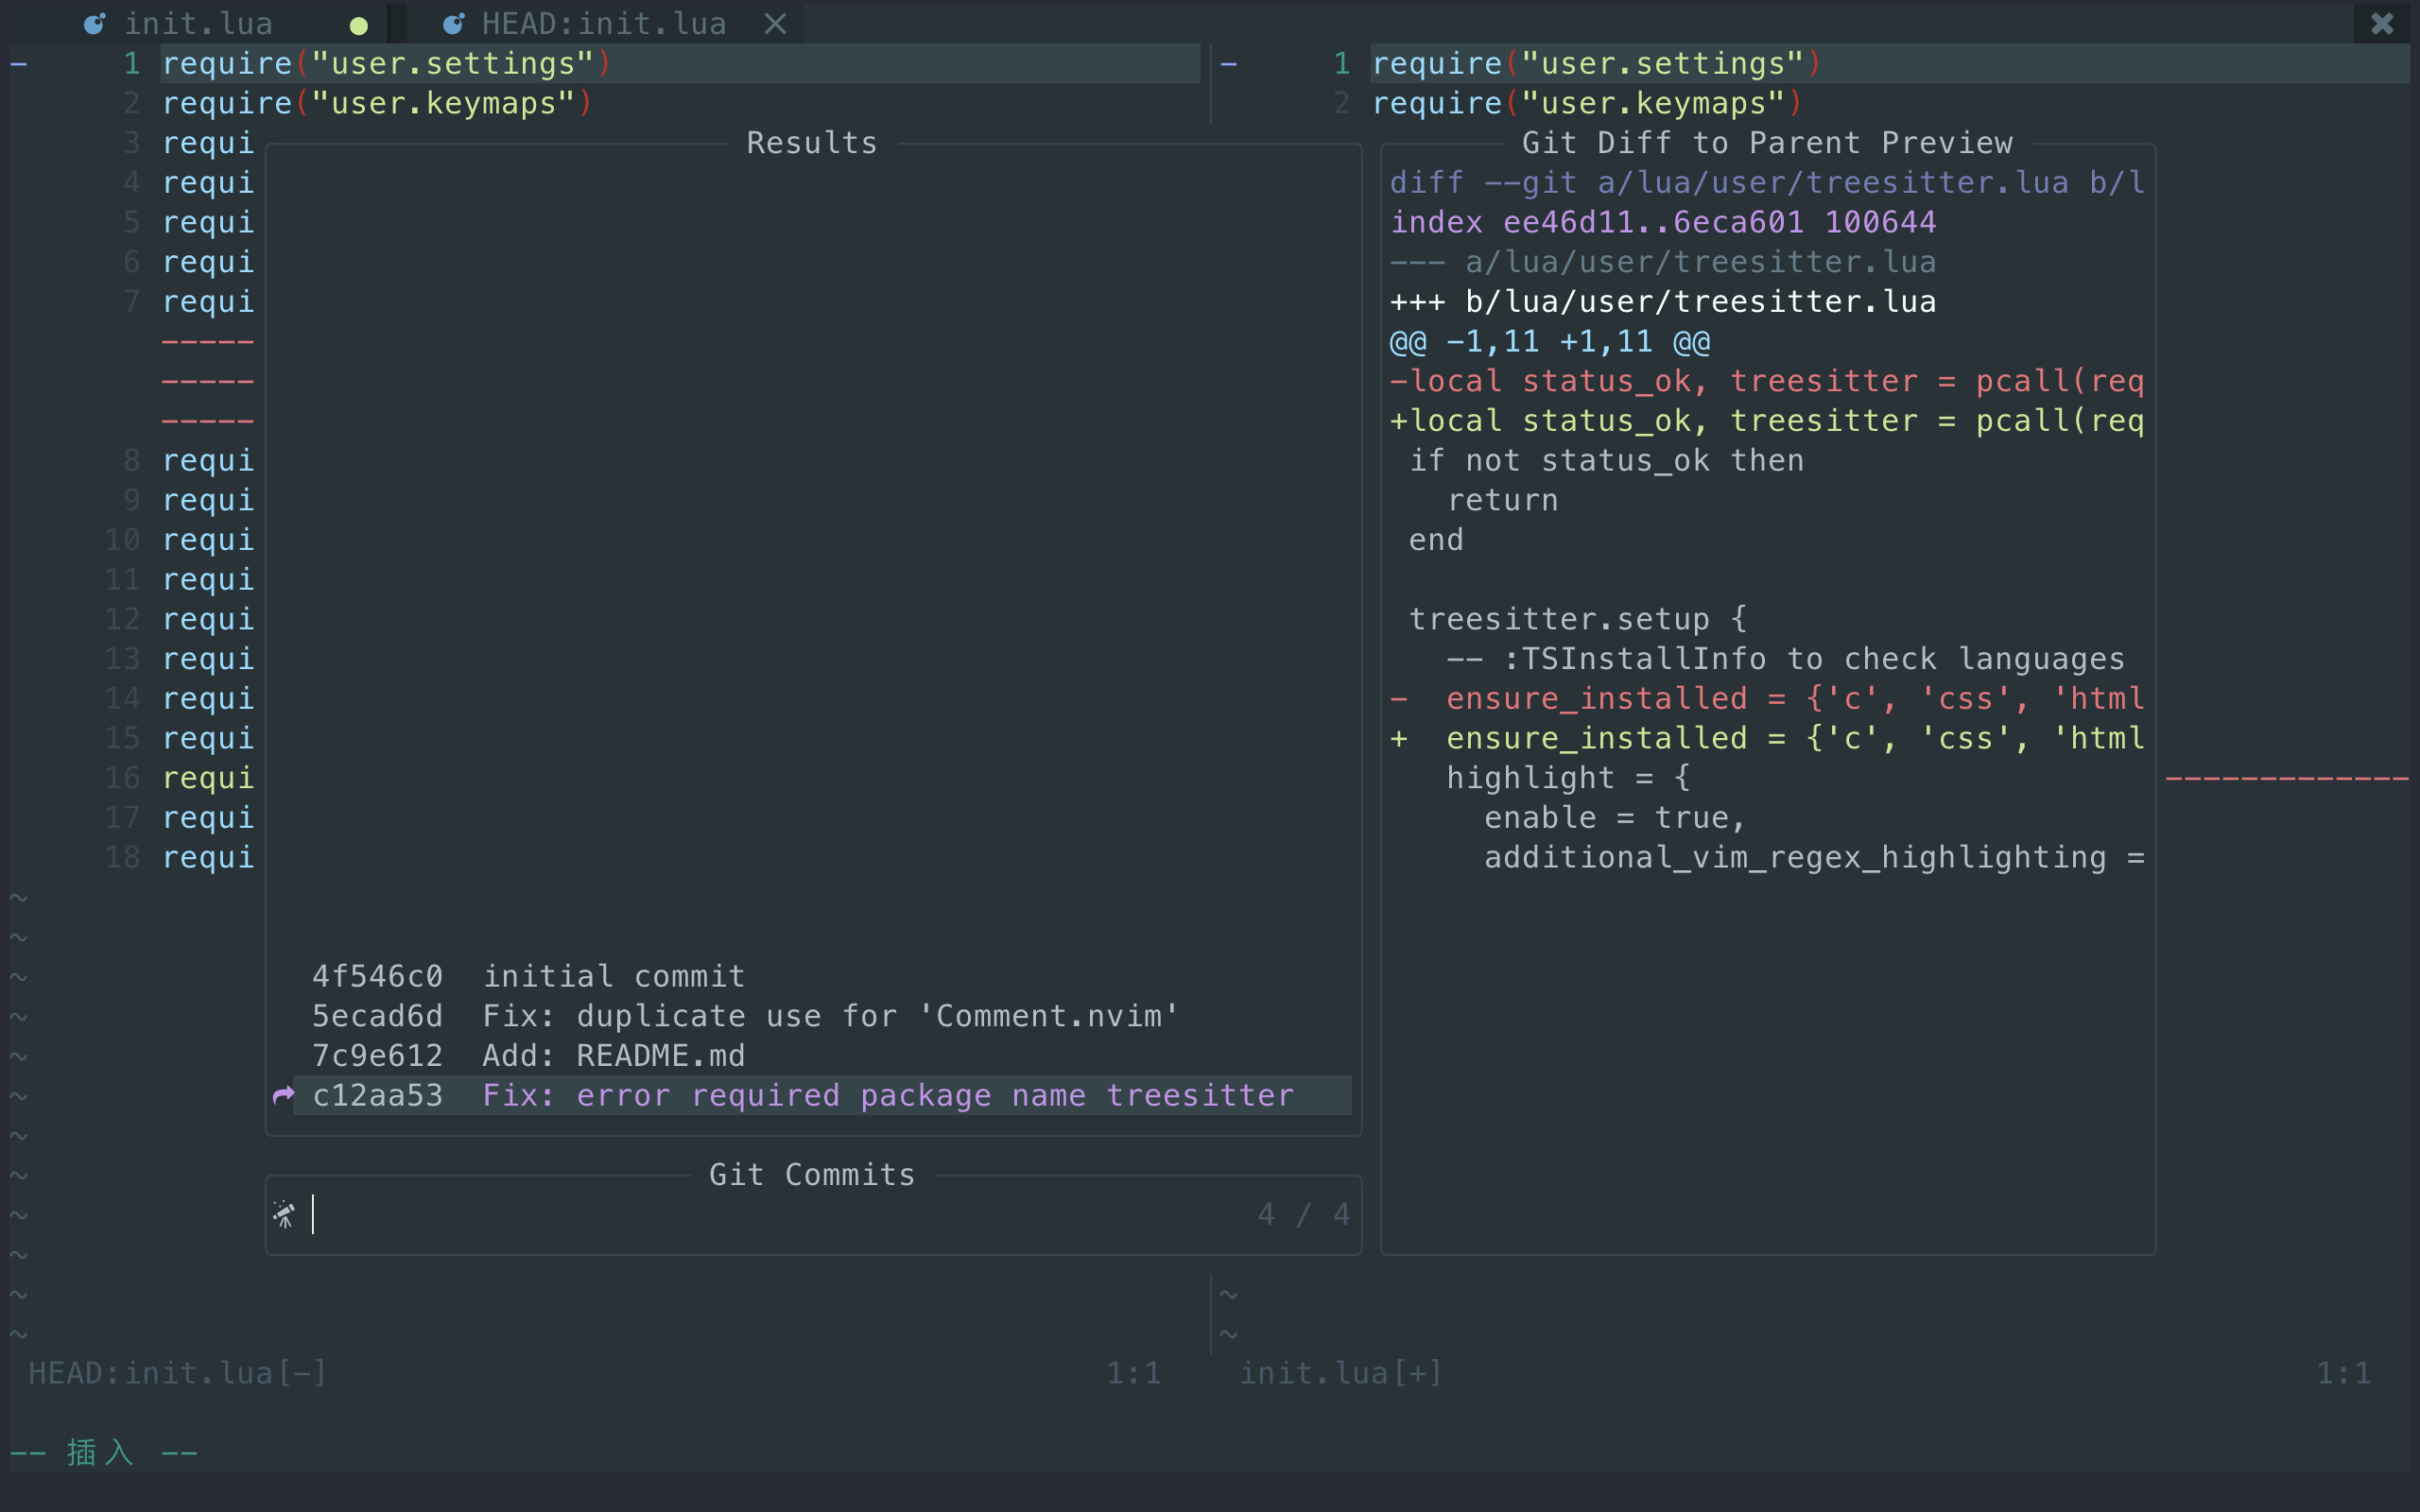 init.lua
HEAD:init.lua
1 require("user.settings")
2 require("user.keymaps")
3 requi
4 requi
5 requi
6 requi
7 requi
-----
-----
-----
8 requi
9 requi
10 requi
11 requi
12 requi
13 requi
14 requi
15 requi
16 requi
17 requi
18 requi
~
~
~
~
~
~
~
~
~
~
~
~
Results
4f546c0 initial commit
5ecad6d Fix: duplicate use for 'Comment.nvim'
7c9e612 Add: README.md
c12aa53 Fix: error required package name treesitter
Git Commits
4 / 4
1 require("user.settings")
2 require("user.keymaps")
Git Diff to Parent Preview
diff --git a/lua/user/treesitter.lua b/l
index ee46d11..6eca601 100644
--- a/lua/user/treesitter.lua
+++ b/lua/user/treesitter.lua
@@ -1,11 +1,11 @@
-local status_ok, treesitter = pcall(req
+local status_ok, treesitter = pcall(req
 if not status_ok then
   return
 end
 treesitter.setup {
   -- :TSInstallInfo to check languages
-  ensure_installed = {'c', 'css', 'html
+  ensure_installed = {'c', 'css', 'html
   highlight = {
     enable = true,
     additional_vim_regex_highlighting =
-------------
~
~
HEAD:init.lua[-] 1:1
init.lua[+] 1:1
-- 插入 --